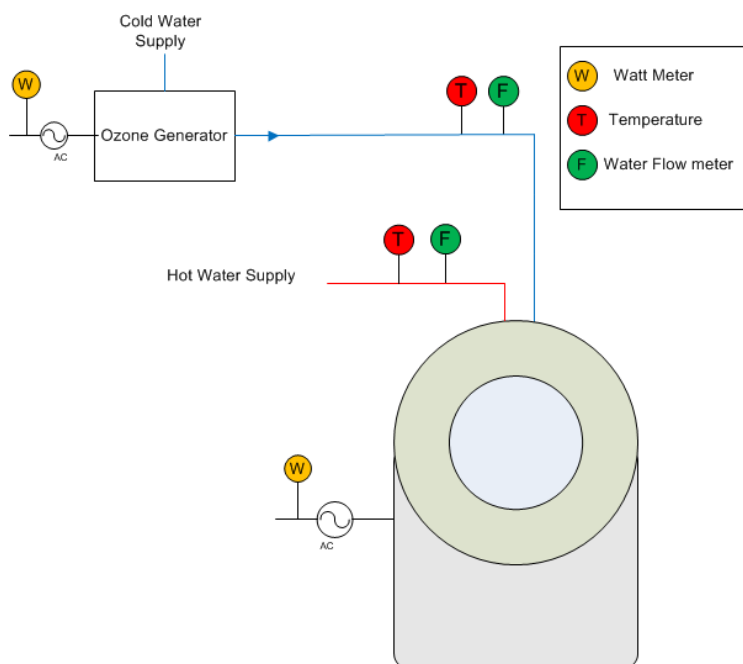 Cold Water
Supply
W
AC
Ozone Generator
T
F
W
Watt Meter
T
Temperature
F
Water Flow meter
T
F
Hot Water Supply
W
AC